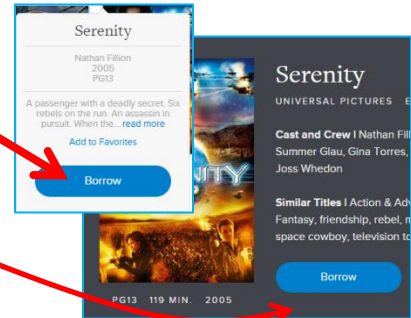 Serenity
Nathan Fillion
2005
PG13
A passenger with a deadly secret. Six
rebels on the run. An assassin in
pursuit. When the... read more
Add to Favorites
Borrow
Serenity
UNIVERSAL PICTURES E
Cast and Crew | Nathan Fill
Summer Glau, Gina Torres,
Joss Whedon
Similar Titles | Action & Adv
Fantasy, friendship, rebel, m
space cowboy, television to
Borrow
PG13 119 MIN. 2005